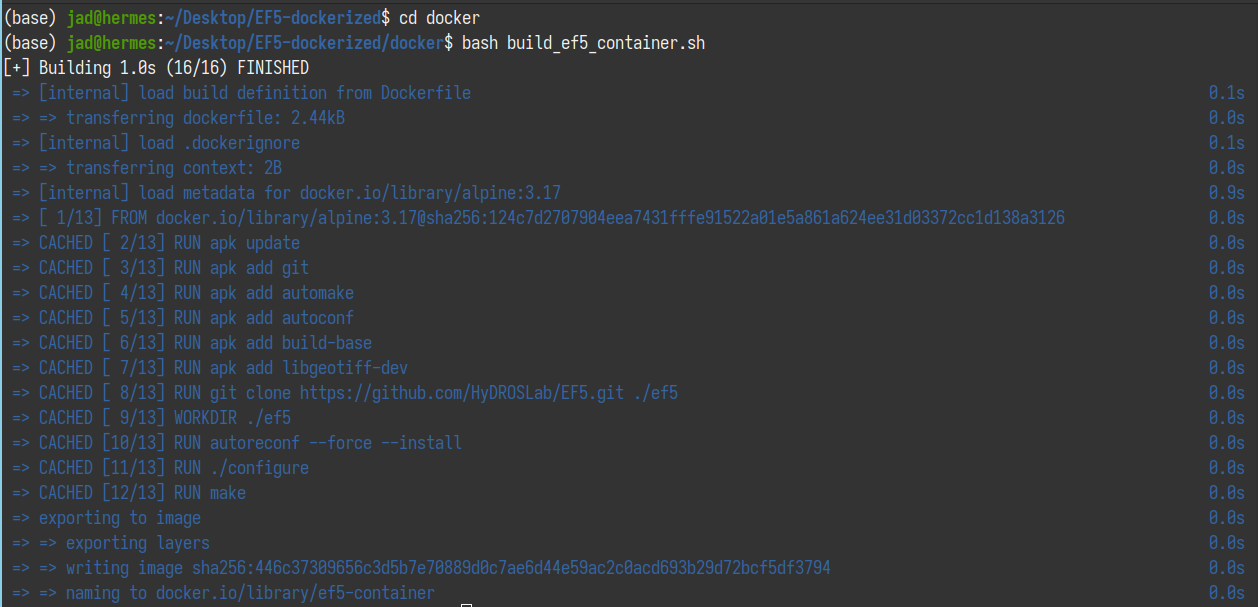 (base) jad@hermes:~/Desktop/EF5-dockerized$ cd docker
(base) jad@hermes:~/Desktop/EF5-dockerized/docker$ bash build_ef5_container.sh
[+] Building 1.0s (16/16) FINISHED
=> [internal] load build definition from Dockerfile 0.1s
=> => transferring dockerfile: 2.44kB 0.0s
=> [internal] load .dockerignore 0.1s
=> => transferring context: 2B 0.0s
=> [internal] load metadata for docker.io/library/alpine:3.17 0.9s
=> [ 1/13] FROM docker.io/library/alpine:3.17@sha256:124c7d2707904eea7431fffe91522a01e5a861a624ee31d03372cc1d138a3126 0.0s
=> CACHED [ 2/13] RUN apk update 0.0s
=> CACHED [ 3/13] RUN apk add git 0.0s
=> CACHED [ 4/13] RUN apk add automake 0.0s
=> CACHED [ 5/13] RUN apk add autoconf 0.0s
=> CACHED [ 6/13] RUN apk add build-base 0.0s
=> CACHED [ 7/13] RUN apk add libgeotiff-dev 0.0s
=> CACHED [ 8/13] RUN git clone https://github.com/HyDROSLab/EF5.git ./ef5 0.0s
=> CACHED [ 9/13] WORKDIR ./ef5 0.0s
=> CACHED [10/13] RUN autoreconf --force --install 0.0s
=> CACHED [11/13] RUN ./configure 0.0s
=> CACHED [12/13] RUN make 0.0s
=> exporting to image 0.0s
=> => exporting layers 0.0s
=> => writing image sha256:446c37309656c3d5b7e70889d0c7ae6d44e59ac2c0acd693b29d72bcf5df3794 0.0s
=> => naming to docker.io/library/ef5-container 0.0s